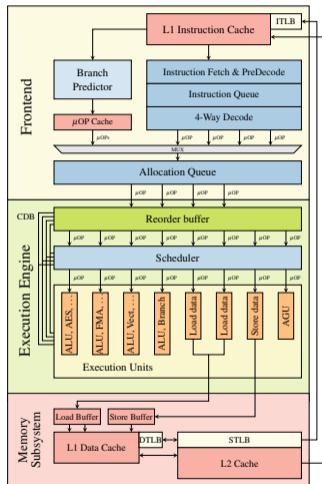 Frontend
L1 Instruction Cache
ITLB
Branch
Predictor
Instruction Fetch & PreDecode
Instruction Queue
4-Way Decode
μOP Cache
μOPs
μOP μOP μOP μOP
MUX
Allocation Queue
μOP μOP μOP μOP
Execution Engine
CDB
Reorder buffer
μOP μOP μOP μOP μOP μOP μOP μOP
Scheduler
μOP μOP μOP μOP μOP μOP μOP μOP
ALU, AES, ...
ALU, FMA, ...
ALU, Vect, ...
ALU, Branch
Load data
Load data
Store data
AGU
Execution Units
Memory
Subsystem
Load Buffer
Store Buffer
L1 Data Cache
DTLB
STLB
L2 Cache